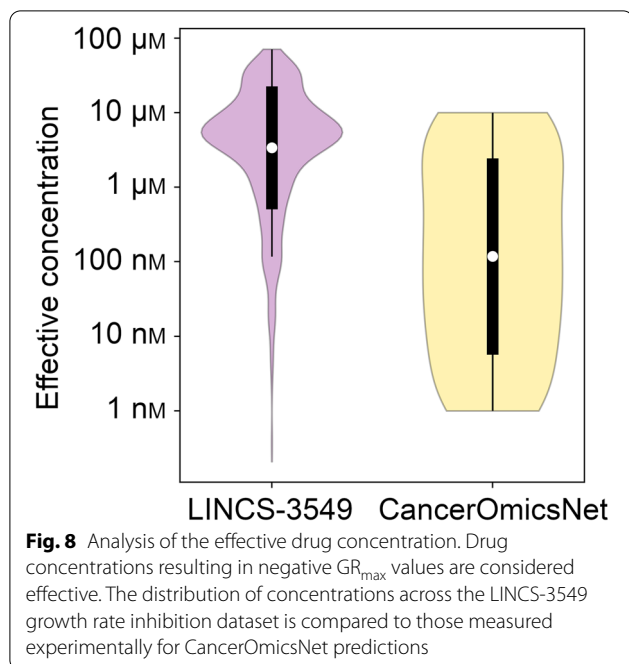 100 μM
10 μM
1 μM
100 nM
10 nM
1 nM
Effective concentration
LINCS-3549 CancerOmicsNet
Fig. 8 Analysis of the effective drug concentration. Drug
concentrations resulting in negative GRmax values are considered
effective. The distribution of concentrations across the LINCS-3549
growth rate inhibition dataset is compared to those measured
experimentally for CancerOmicsNet predictions